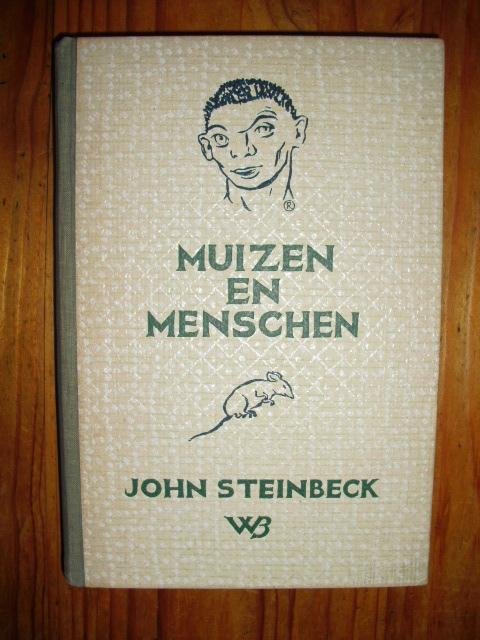 ®
MUIZEN
EN
MENSCHEN
JOHN STEINBECK
WB